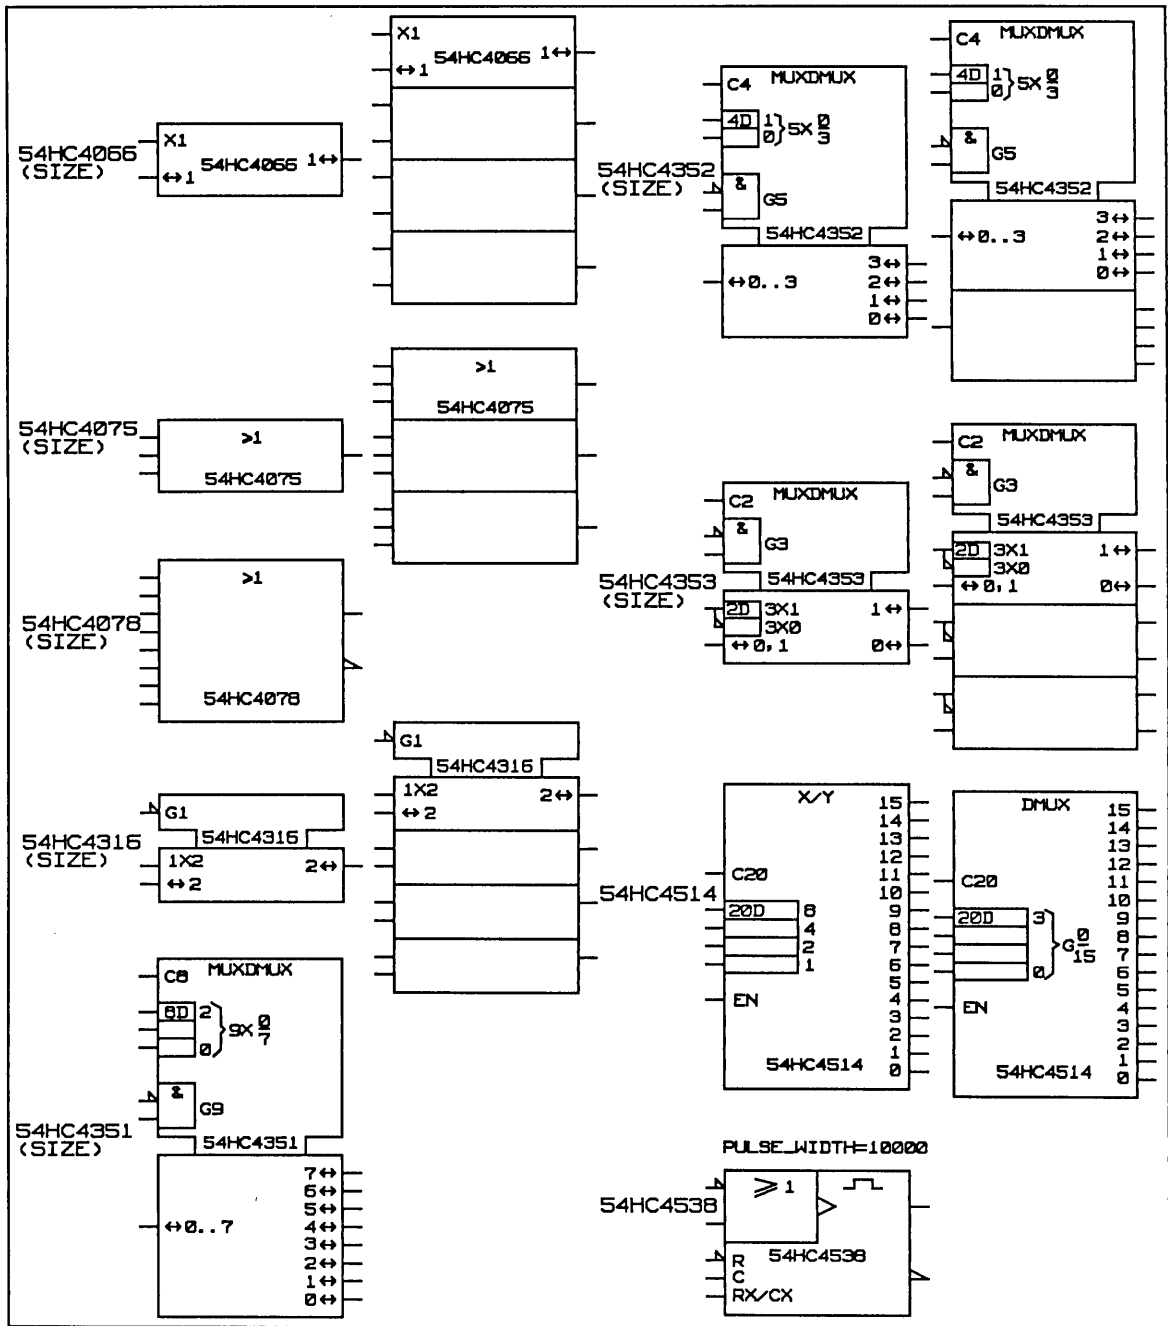 54HC4066
(SIZE)
X1
54HC4066
1↔
↔1
X1
54HC4066
1↔
↔1
54HC4075
(SIZE)
>1
54HC4075
>1
54HC4075
54HC4078
(SIZE)
>1
54HC4078
54HC4316
(SIZE)
G1
54HC4316
1X2
2↔
↔2
G1
54HC4316
1X2
2↔
↔2
54HC4351
(SIZE)
MUXDMUX
C8
8D 2
0
9X 0/7
&
G9
54HC4351
7↔
6↔
5↔
↔0..7
4↔
3↔
2↔
1↔
0↔
54HC4352
(SIZE)
MUXDMUX
C4
4D 1
0
5X 0/3
&
G5
54HC4352
3↔
↔0..3
2↔
1↔
0↔
MUXDMUX
C4
4D 1
0
5X 0/3
&
G5
54HC4352
3↔
↔0..3
2↔
1↔
0↔
54HC4353
(SIZE)
MUXDMUX
C2
&
G3
54HC4353
2D 3X1
1↔
3X0
↔0,1
0↔
MUXDMUX
C2
&
G3
54HC4353
2D 3X1
1↔
3X0
↔0,1
0↔
54HC4514
X/Y
15
14
13
12
C20
11
10
20D 8
9
4
8
2
7
1
6
5
EN
4
3
2
1
54HC4514
0
DMUX
15
14
13
12
C20
11
10
20D 3
9
8
G 0/15
7
0
6
5
EN
4
3
2
1
54HC4514
0
PULSE_WIDTH=10000
54HC4538
≥ 1
54HC4538
R
C
RX/CX